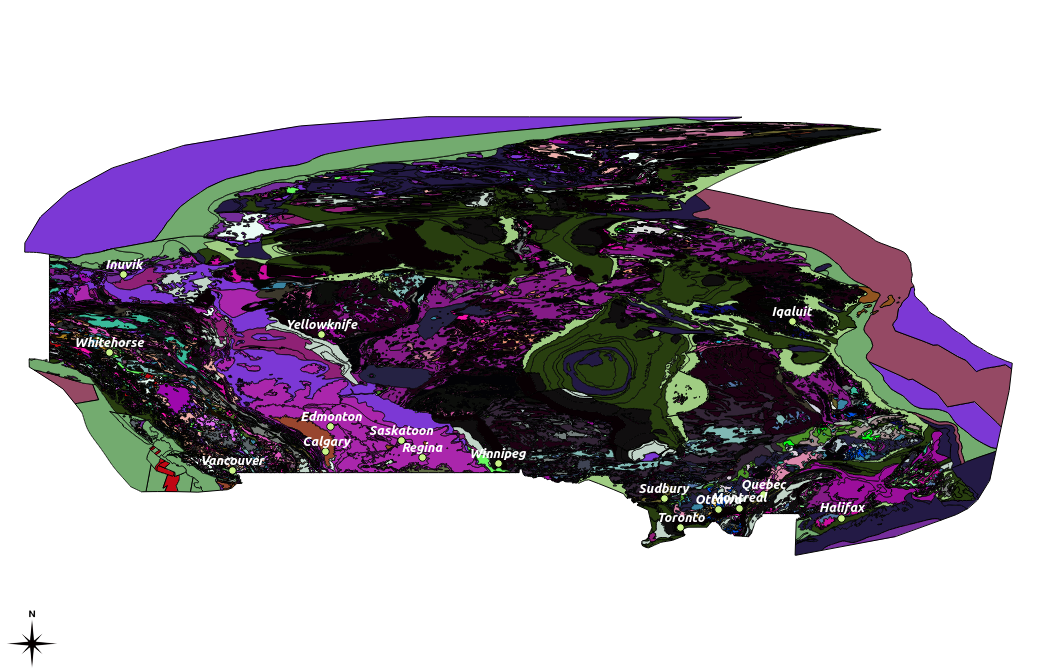 Inuvik
Iqaluit
Yellowknife
Whitehorse
Edmonton
Saskatoon
Calgary
Regina
Winnipeg
Vancouver
Quebec
Sudbury
Montreal
Ottawa
Halifax
Toronto
N